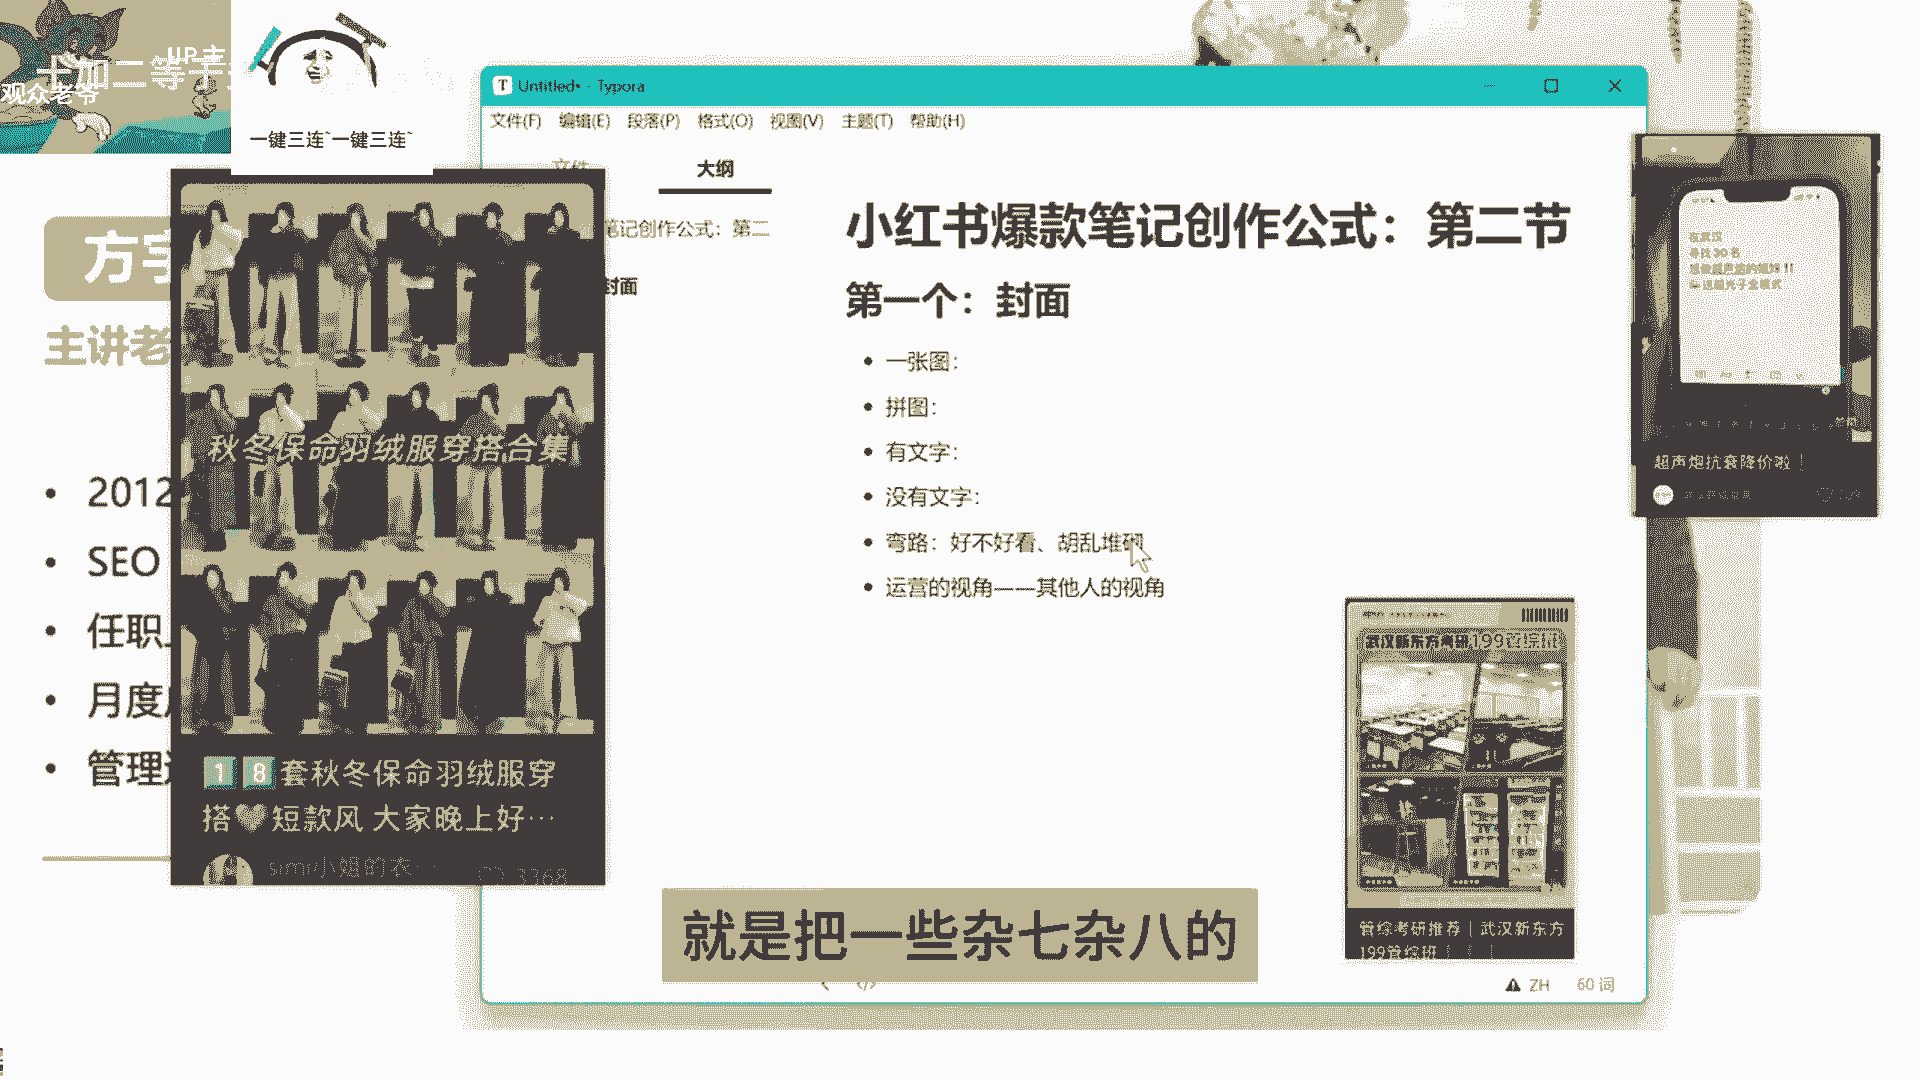 UP主
十加二等于
观众老爷
一键三连~一键三连~
Untitled• - Typora
文件(F) 编辑(E) 段落(P) 格式(O) 视图(V) 主题(T) 帮助(H)
文件
大纲
笔记创作公式：第二
封面
小红书爆款笔记创作公式：第二节
第一个：封面
一张图：
拼图：
有文字：
没有文字：
弯路：好不好看、胡乱堆砌
运营的视角——其他人的视角
主讲老
2012
SEO
任职
月度
管理
秋冬保命羽绒服穿搭合集
18套秋冬保命羽绒服穿
搭🖤短款风 大家晚上好…
simi小姐的衣…
3368
超声炮抗衰降价啦｜
武汉新东方考研199管综班
管综考研推荐｜武汉新东方
199管综班｜｜｜
就是把一些杂七杂八的
ZH
60 词